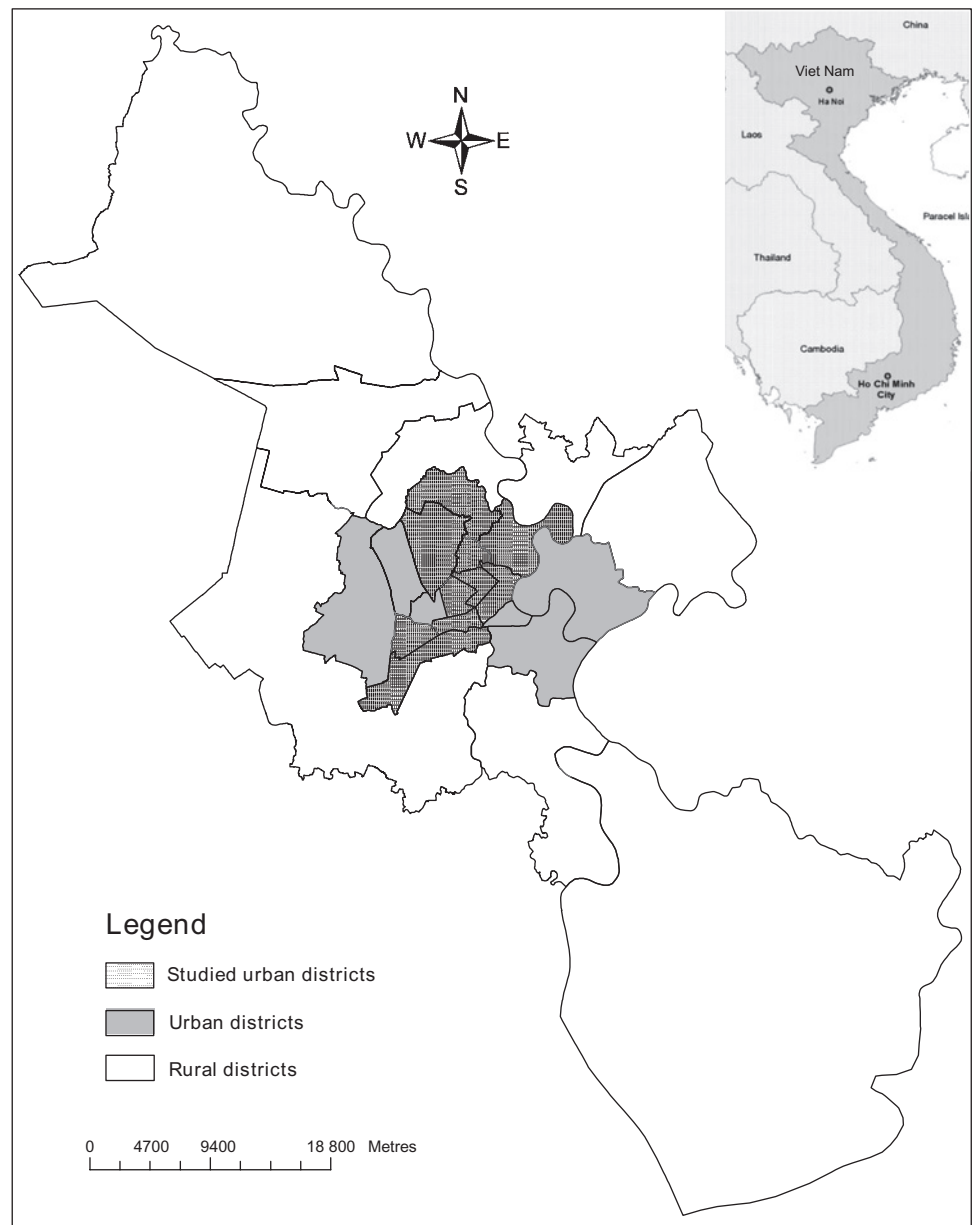 China
Viet Nam
Ha Noi
Laos
Paracel Isl
Thailand
Cambodia
Ho Chi Minh
City
N
W E
S
Legend
Studied urban districts
Urban districts
Rural districts
0 4700 9400 18 800 Metres